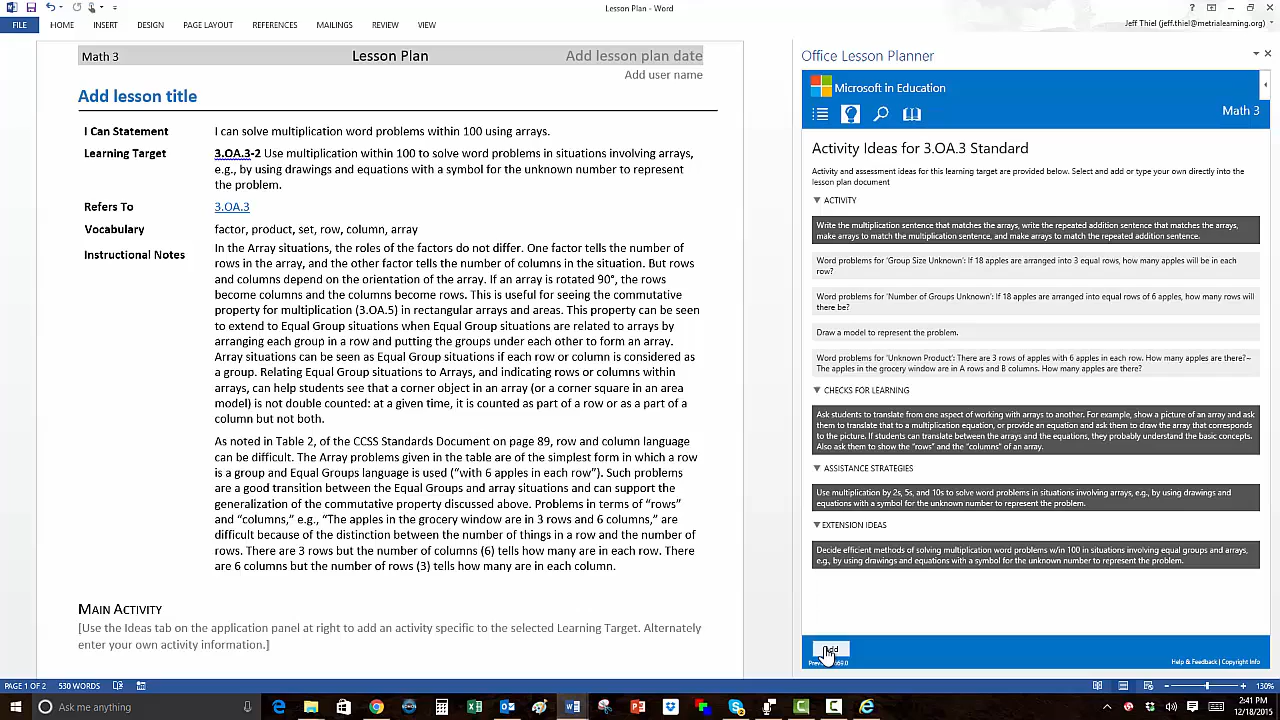 Lesson Plan - Word
FILE HOME INSERT DESIGN PAGE LAYOUT REFERENCES MAILINGS REVIEW VIEW
Jeff Thiel (jeff.thiel@metrialearning.org)
Math 3 Lesson Plan Add lesson plan date
Add user name
Add lesson title
I Can Statement I can solve multiplication word problems within 100 using arrays.
Learning Target 3.OA.3-2 Use multiplication within 100 to solve word problems in situations involving arrays,
e.g., by using drawings and equations with a symbol for the unknown number to represent
the problem.
Refers To 3.OA.3
Vocabulary factor, product, set, row, column, array
Instructional Notes In the Array situations, the roles of the factors do not differ. One factor tells the number of
rows in the array, and the other factor tells the number of columns in the situation. But rows
and columns depend on the orientation of the array. If an array is rotated 90°, the rows
become columns and the columns become rows. This is useful for seeing the commutative
property for multiplication (3.OA.5) in rectangular arrays and areas. This property can be seen
to extend to Equal Group situations when Equal Group situations are related to arrays by
arranging each group in a row and putting the groups under each other to form an array.
Array situations can be seen as Equal Group situations if each row or column is considered as
a group. Relating Equal Group situations to Arrays, and indicating rows or columns within
arrays, can help students see that a corner object in an array (or a corner square in an area
model) is not double counted: at a given time, it is counted as part of a row or as a part of a
column but not both.
As noted in Table 2, of the CCSS Standards Document on page 89, row and column language
can be difficult. The Array problems given in the table are of the simplest form in which a row
is a group and Equal Groups language is used (“with 6 apples in each row”). Such problems
are a good transition between the Equal Groups and array situations and can support the
generalization of the commutative property discussed above. Problems in terms of “rows”
and “columns,” e.g., “The apples in the grocery window are in 3 rows and 6 columns,” are
difficult because of the distinction between the number of things in a row and the number of
rows. There are 3 rows but the number of columns (6) tells how many are in each row. There
are 6 columns but the number of rows (3) tells how many are in each column.
MAIN ACTIVITY
[Use the Ideas tab on the application panel at right to add an activity specific to the selected Learning Target. Alternately
enter your own activity information.]
Office Lesson Planner
Microsoft in Education
Math 3
Activity Ideas for 3.OA.3 Standard
Activity and assessment ideas for this learning target are provided below. Select and add or type your own directly into the
lesson plan document
ACTIVITY
Write the multiplication sentence that matches the arrays, write the repeated addition sentence that matches the arrays,
make arrays to match the multiplication sentence, and make arrays to match the repeated addition sentence.
Word problems for 'Group Size Unknown': If 18 apples are arranged into 3 equal rows, how many apples will be in each
row?
Word problems for 'Number of Groups Unknown': If 18 apples are arranged into equal rows of 6 apples, how many rows will
there be?
Draw a model to represent the problem.
Word problems for 'Unknown Product': There are 3 rows of apples with 6 apples in each row. How many apples are there?~
The apples in the grocery window are in A rows and B columns. How many apples are there?
CHECKS FOR LEARNING
Ask students to translate from one aspect of working with arrays to another. For example, show a picture of an array and ask
them to translate that to a multiplication equation, or provide an equation and ask them to draw the array that corresponds
to the picture. If students can translate between the arrays and the equations, they probably understand the basic concepts.
Also ask them to show the "rows" and the "columns" of an array.
ASSISTANCE STRATEGIES
Use multiplication by 2s, 5s, and 10s to solve word problems in situations involving arrays, e.g., by using drawings and
equations with a symbol for the unknown number to represent the problem.
EXTENSION IDEAS
Decide efficient methods of solving multiplication word problems w/in 100 in situations involving equal groups and arrays,
e.g., by using drawings and equations with a symbol for the unknown number to represent the problem.
Help & Feedback | Copyright Info
PAGE 1 OF 2 530 WORDS 130%
Ask me anything
2:41 PM
12/18/2015